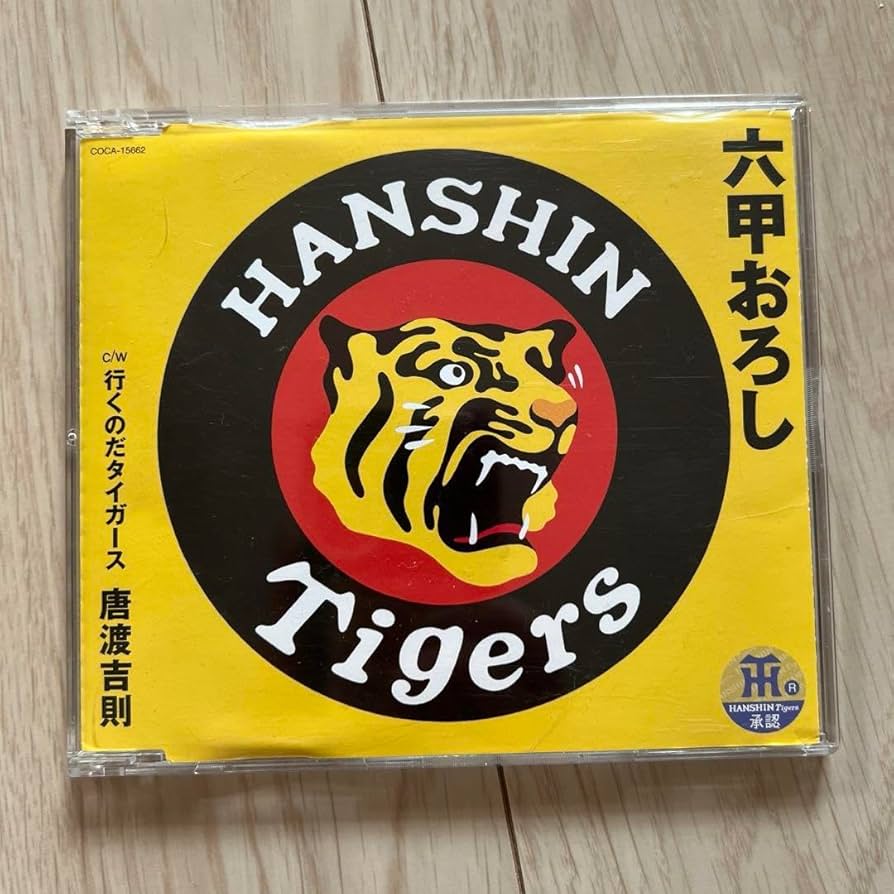 COCA-15662
六甲おろし
HANSHIN
Tigers
C/W 行くのだタイガース 唐渡吉則
HT
®
HANSHIN Tigers
承認